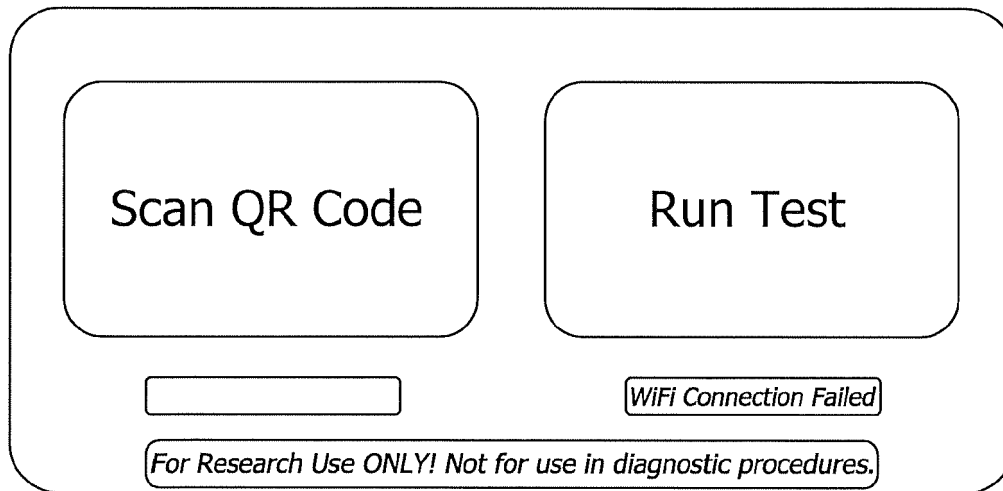 Scan QR Code
Run Test
WiFi Connection Failed
For Research Use ONLY! Not for use in diagnostic procedures.